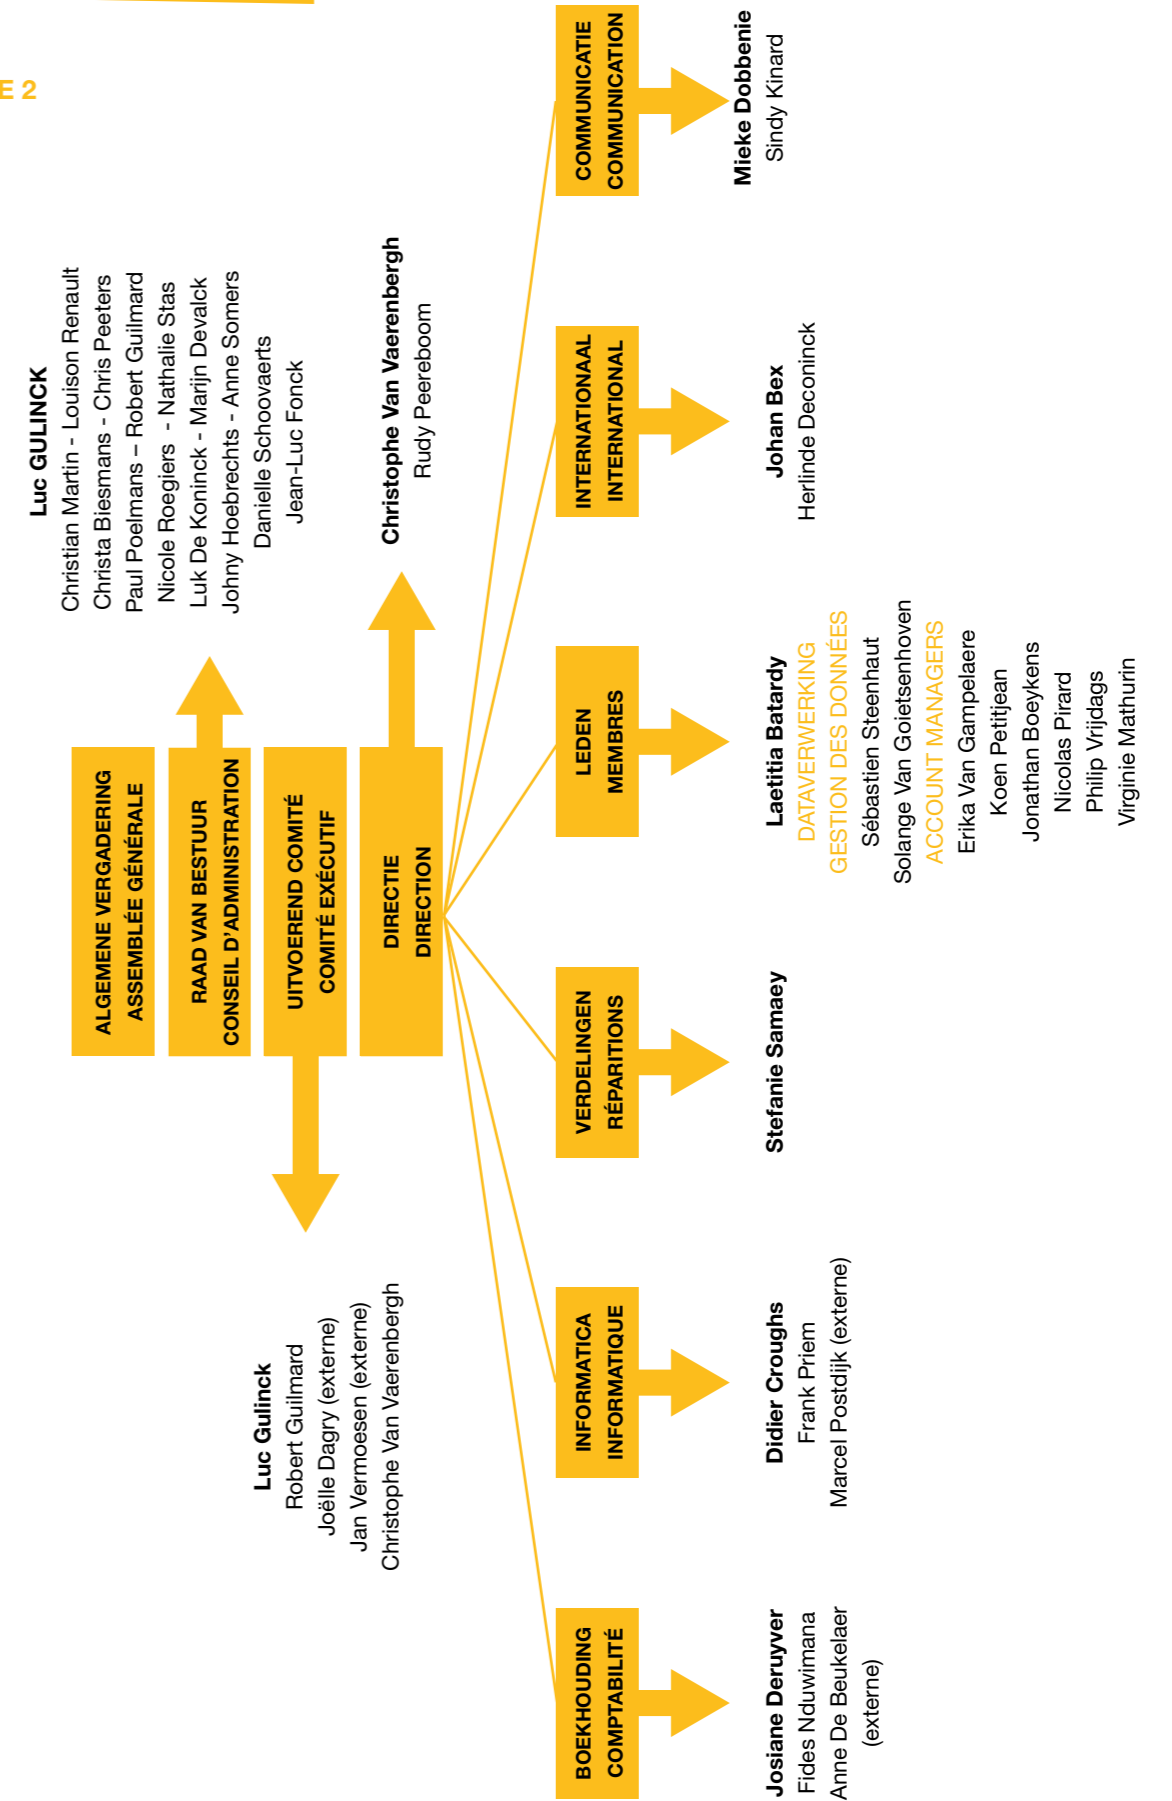 E 2
ALGEMENE VERGADERING
ASSEMBLÉE GÉNÉRALE
RAAD VAN BESTUUR
CONSEIL D'ADMINISTRATION
Luc GULINCK
Christian Martin - Louison Renault
Christa Biesmans - Chris Peeters
Paul Poelmans – Robert Guilmard
Nicole Roegiers - Nathalie Stas
Luk De Koninck - Marijn Devalck
Johny Hoebrechts - Anne Somers
Danielle Schoovaerts
Jean-Luc Fonck
UITVOEREND COMITÉ
COMITÉ EXÉCUTIF
Luc Gulinck
Robert Guilmard
Joëlle Dagry (externe)
Jan Vermoesen (externe)
Christophe Van Vaerenbergh
DIRECTIE
DIRECTION
Christophe Van Vaerenbergh
Rudy Peereboom
BOEKHOUDING
COMPTABILITÉ
Josiane Deruyver
Fides Nduwimana
Anne De Beukelaer
(externe)
INFORMATICA
INFORMATIQUE
Didier Croughs
Frank Priem
Marcel Postdijk (externe)
VERDELINGEN
RÉPARITIONS
Stefanie Samaey
LEDEN
MEMBRES
Laetitia Batardy
DATAVERWERKING
GESTION DES DONNÉES
Sébastien Steenhaut
Solange Van Goietsenhoven
ACCOUNT MANAGERS
Erika Van Gampelaere
Koen Petitjean
Jonathan Boeykens
Nicolas Pirard
Philip Vrijdags
Virginie Mathurin
INTERNATIONAAL
INTERNATIONAL
Johan Bex
Herlinde Deconinck
COMMUNICATIE
COMMUNICATION
Mieke Dobbenie
Sindy Kinard